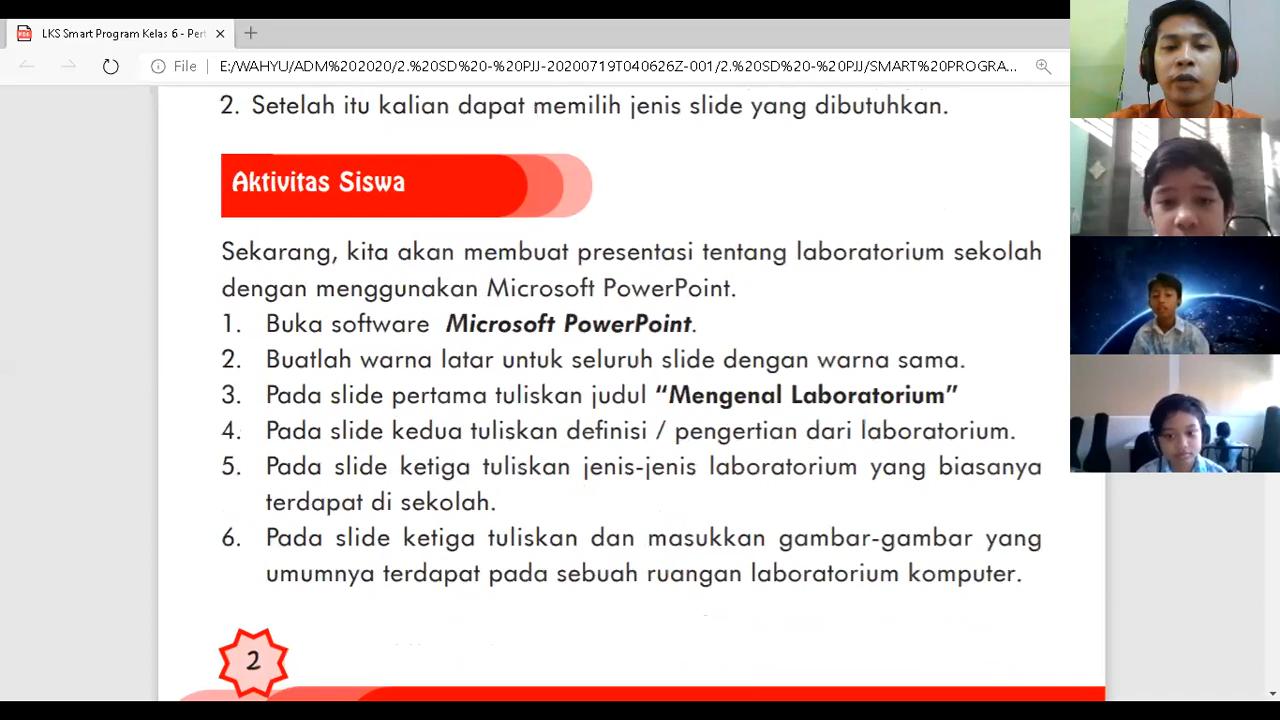 LKS Smart Program Kelas 6 - Pert
File
E:/WAHYU/ADM%202020/2.%20SD%20-%20PJJ-20200719T040626Z-001/2.%20SD%20-%20PJJ/SMART%20PROGRA...
2. Setelah itu kalian dapat memilih jenis slide yang dibutuhkan.
Aktivitas Siswa
Sekarang, kita akan membuat presentasi tentang laboratorium sekolah
dengan menggunakan Microsoft PowerPoint.
1. Buka software Microsoft PowerPoint.
2. Buatlah warna latar untuk seluruh slide dengan warna sama.
3. Pada slide pertama tuliskan judul “Mengenal Laboratorium”
4. Pada slide kedua tuliskan definisi / pengertian dari laboratorium.
5. Pada slide ketiga tuliskan jenis-jenis laboratorium yang biasanya
terdapat di sekolah.
6. Pada slide ketiga tuliskan dan masukkan gambar-gambar yang
umumnya terdapat pada sebuah ruangan laboratorium komputer.
2